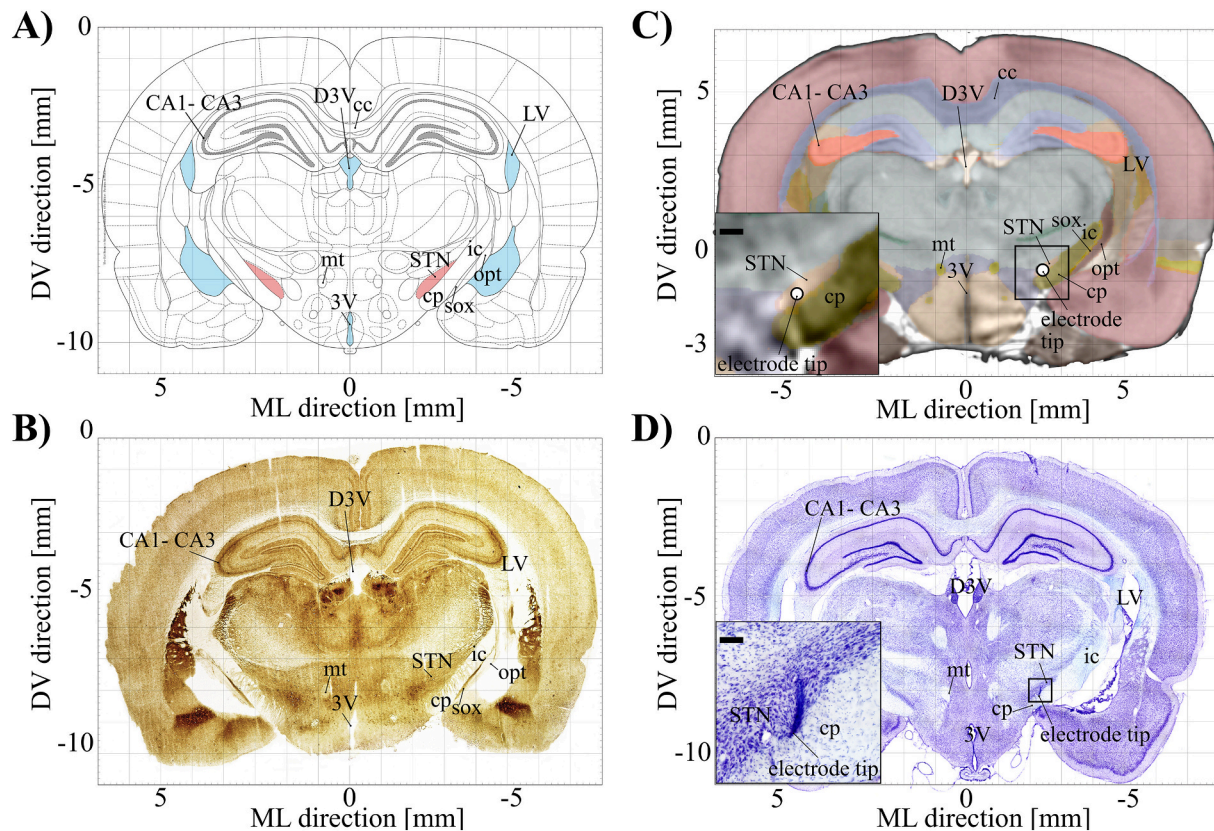 A)
0
-5
-10
DV direction [mm]
CA1- CA3
D3V
cc
LV
ic
STN
opt
mt
cp
sox
3V
5
0
-5
ML direction [mm]
C)
5
0
-3
DV direction [mm]
CA1- CA3
D3V
cc
LV
sox
STN
ic
mt
3V
opt
cp
electrode
tip
STN
cp
electrode tip
5
0
5
ML direction [mm]
B)
0
-5
-10
DV direction [mm]
D3V
CA1- CA3
LV
ic
STN
opt
mt
cp
sox
3V
5
0
-5
ML direction [mm]
D)
0
-5
-10
DV direction [mm]
CA1- CA3
D3V
LV
STN
ic
mt
cp
3V
electrode tip
STN
cp
electrode tip
5
0
-5
ML direction [mm]